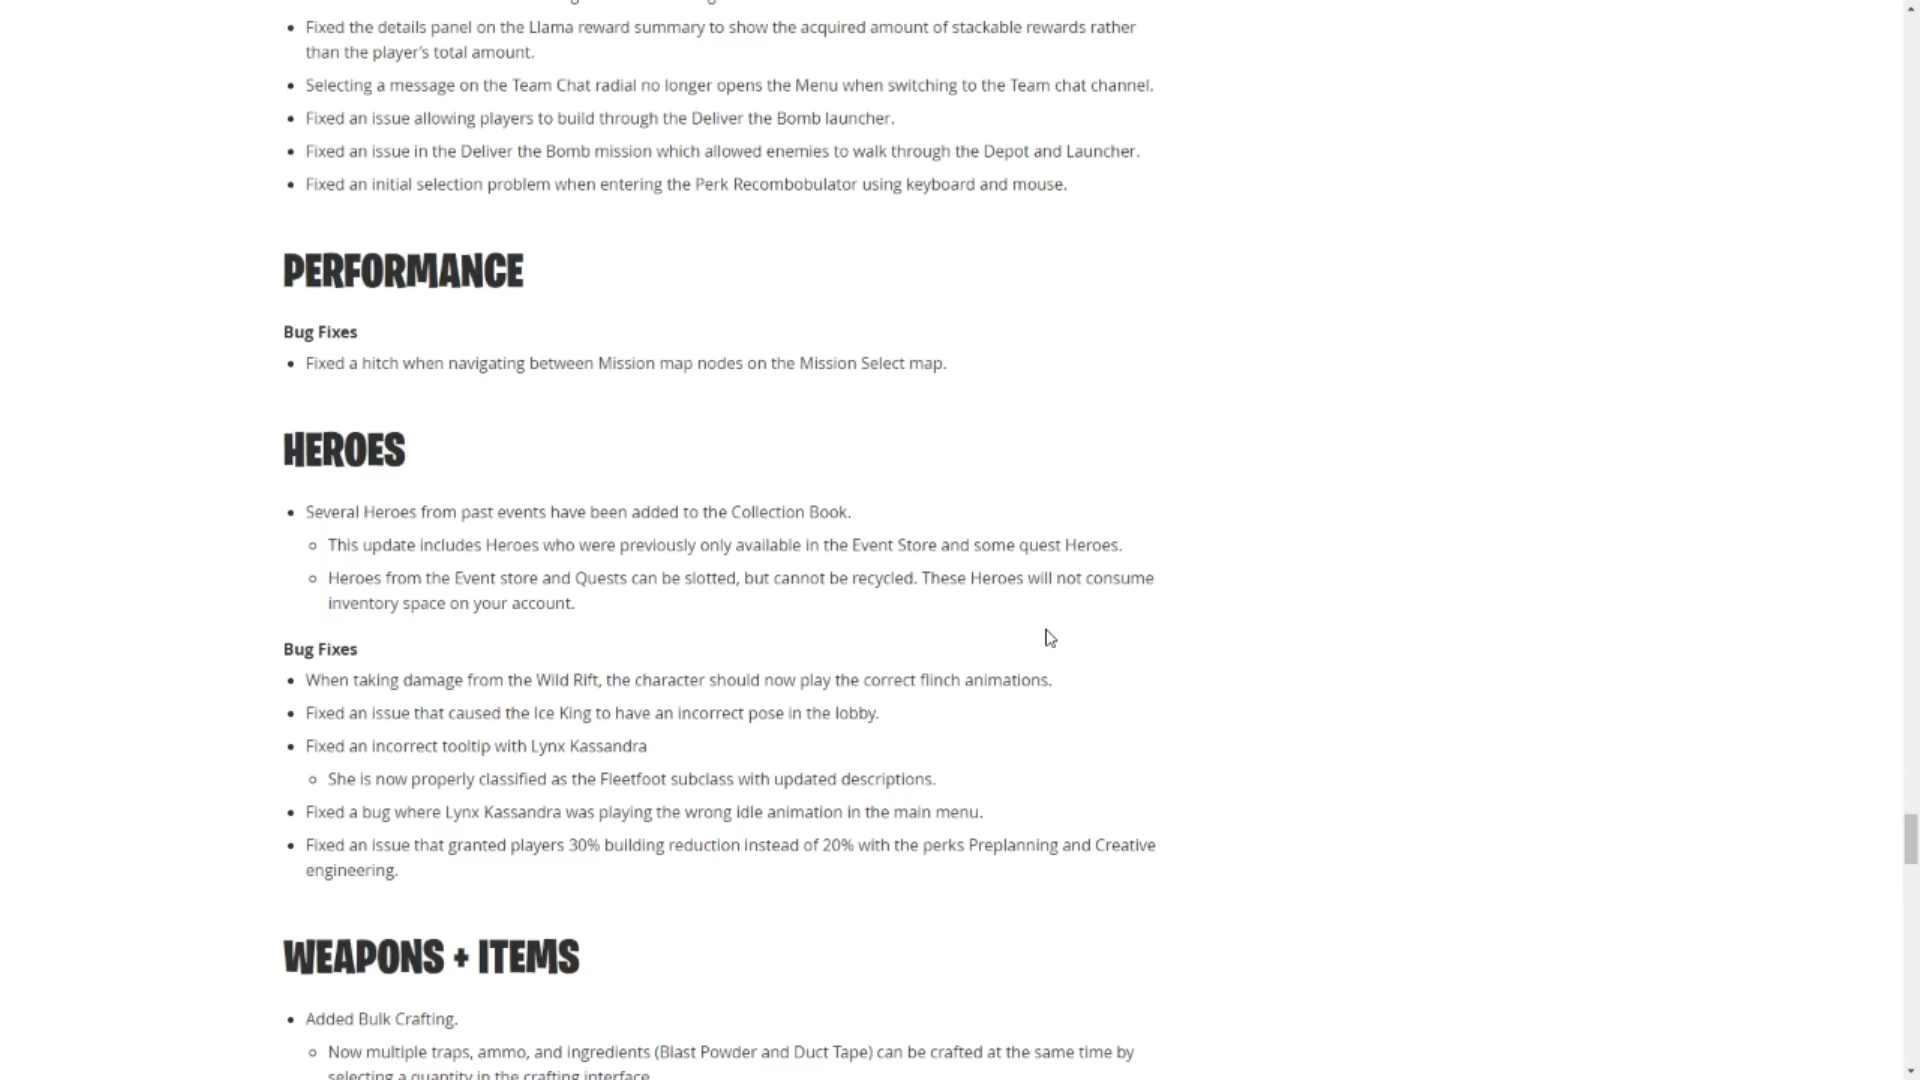 • Fixed the details panel on the Llama reward summary to show the acquired amount of stackable rewards rather
than the player's total amount.
• Selecting a message on the Team Chat radial no longer opens the Menu when switching to the Team chat channel.
• Fixed an issue allowing players to build through the Deliver the Bomb launcher.
• Fixed an issue in the Deliver the Bomb mission which allowed enemies to walk through the Depot and Launcher.
• Fixed an initial selection problem when entering the Perk Recombobulator using keyboard and mouse.
PERFORMANCE
Bug Fixes
• Fixed a hitch when navigating between Mission map nodes on the Mission Select map.
HEROES
• Several Heroes from past events have been added to the Collection Book.
◦ This update includes Heroes who were previously only available in the Event Store and some quest Heroes.
◦ Heroes from the Event store and Quests can be slotted, but cannot be recycled. These Heroes will not consume
inventory space on your account.
Bug Fixes
• When taking damage from the Wild Rift, the character should now play the correct flinch animations.
• Fixed an issue that caused the Ice King to have an incorrect pose in the lobby.
• Fixed an incorrect tooltip with Lynx Kassandra
◦ She is now properly classified as the Fleetfoot subclass with updated descriptions.
• Fixed a bug where Lynx Kassandra was playing the wrong idle animation in the main menu.
• Fixed an issue that granted players 30% building reduction instead of 20% with the perks Preplanning and Creative
engineering.
WEAPONS + ITEMS
• Added Bulk Crafting.
◦ Now multiple traps, ammo, and ingredients (Blast Powder and Duct Tape) can be crafted at the same time by
selecting a quantity in the crafting interface